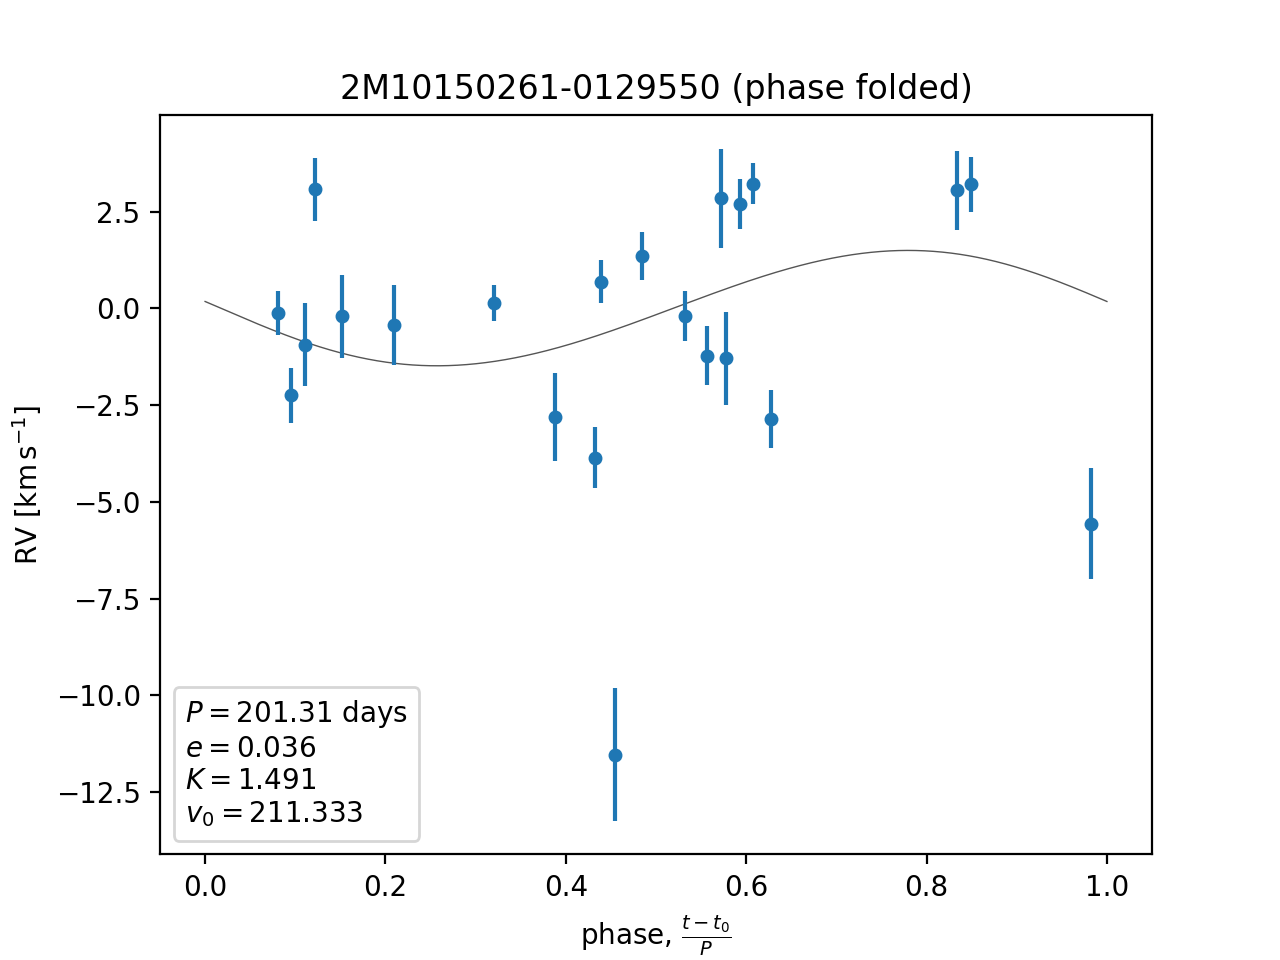 2M10150261-0129550 (phase folded)
RV [km s⁻¹]
2.5
0.0
−2.5
−5.0
−7.5
−10.0
−12.5
P = 201.31 days
e = 0.036
K = 1.491
v₀ = 211.333
0.0 0.2 0.4 0.6 0.8 1.0
phase, (t − t₀)/P